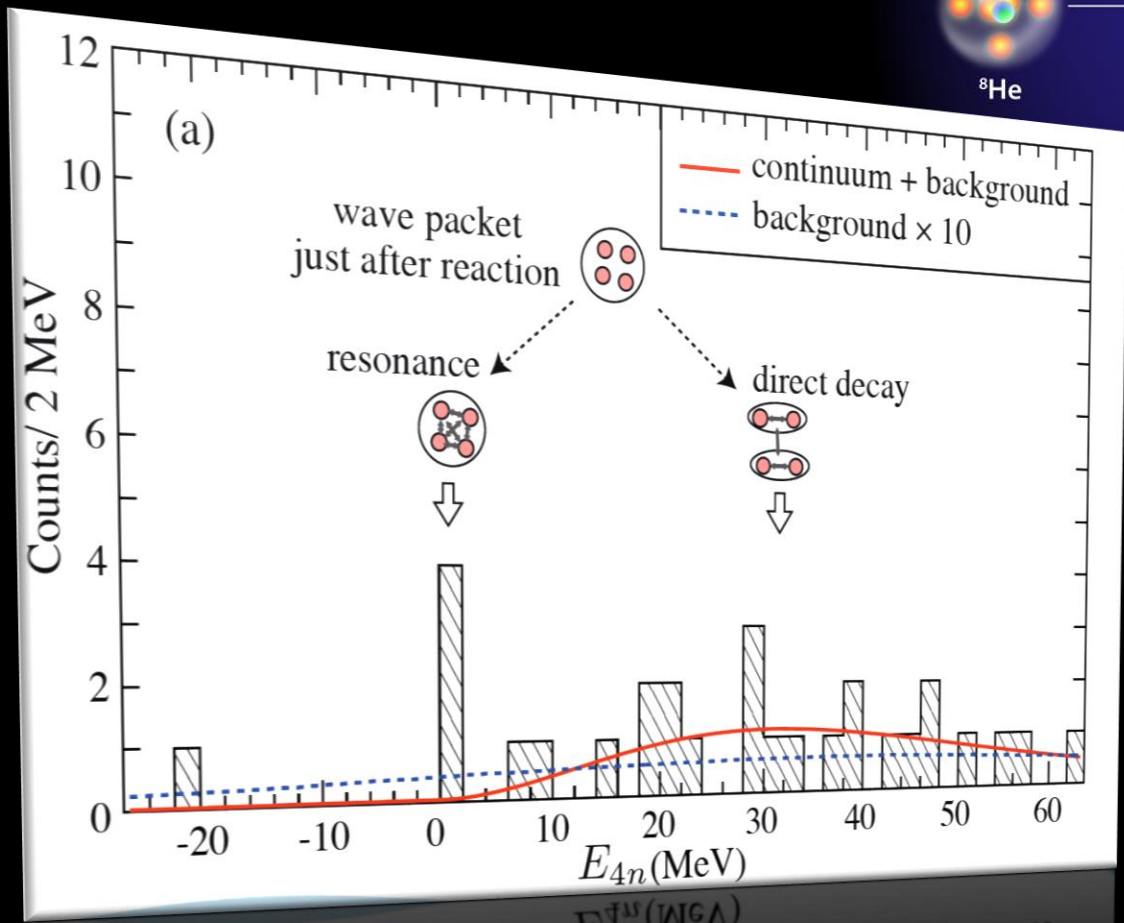 ⁸He
12
10
8
6
4
2
0
Counts/ 2 MeV
(a)
continuum + background
background × 10
wave packet
just after reaction
resonance
direct decay
-20
-10
0
10
20
30
40
50
60
E₄ₙ(MeV)